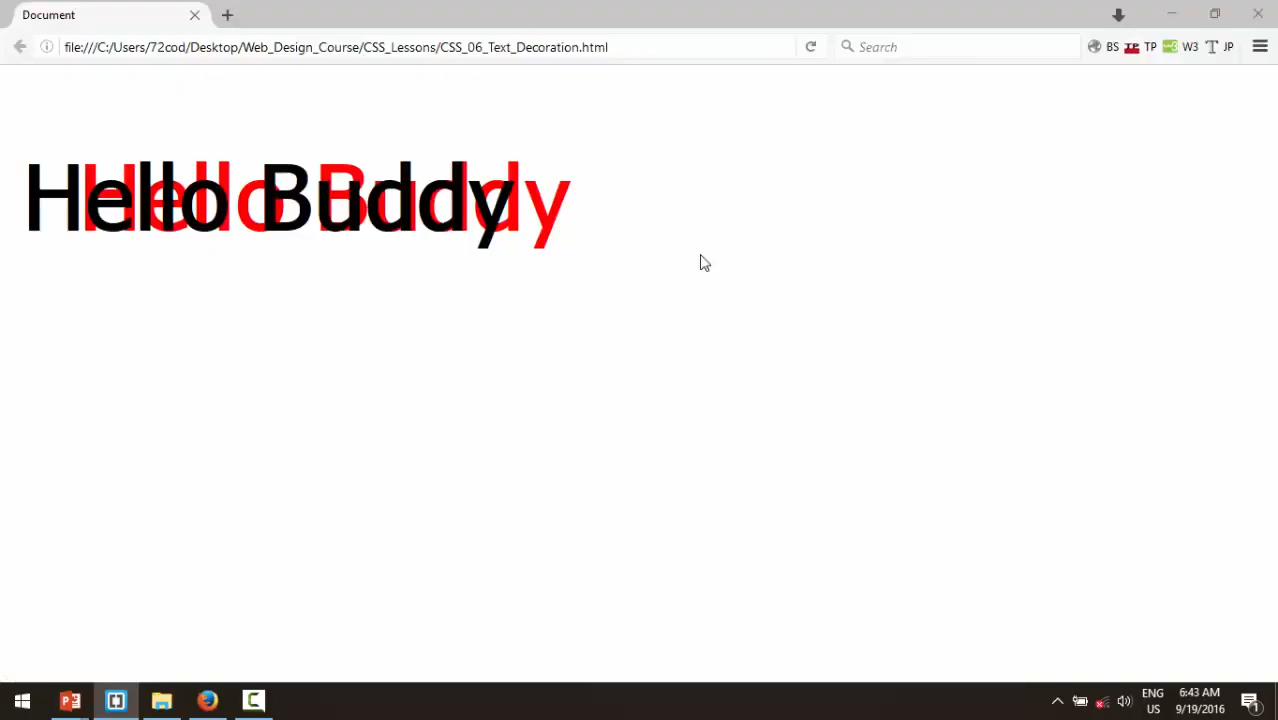 Document
file:///C:/Users/72cod/Desktop/Web_Design_Course/CSS_Lessons/CSS_06_Text_Decoration.html
Search
BS
TP
W3
JP
Hello Buddy
ENG
US
6:43 AM
9/19/2016
1